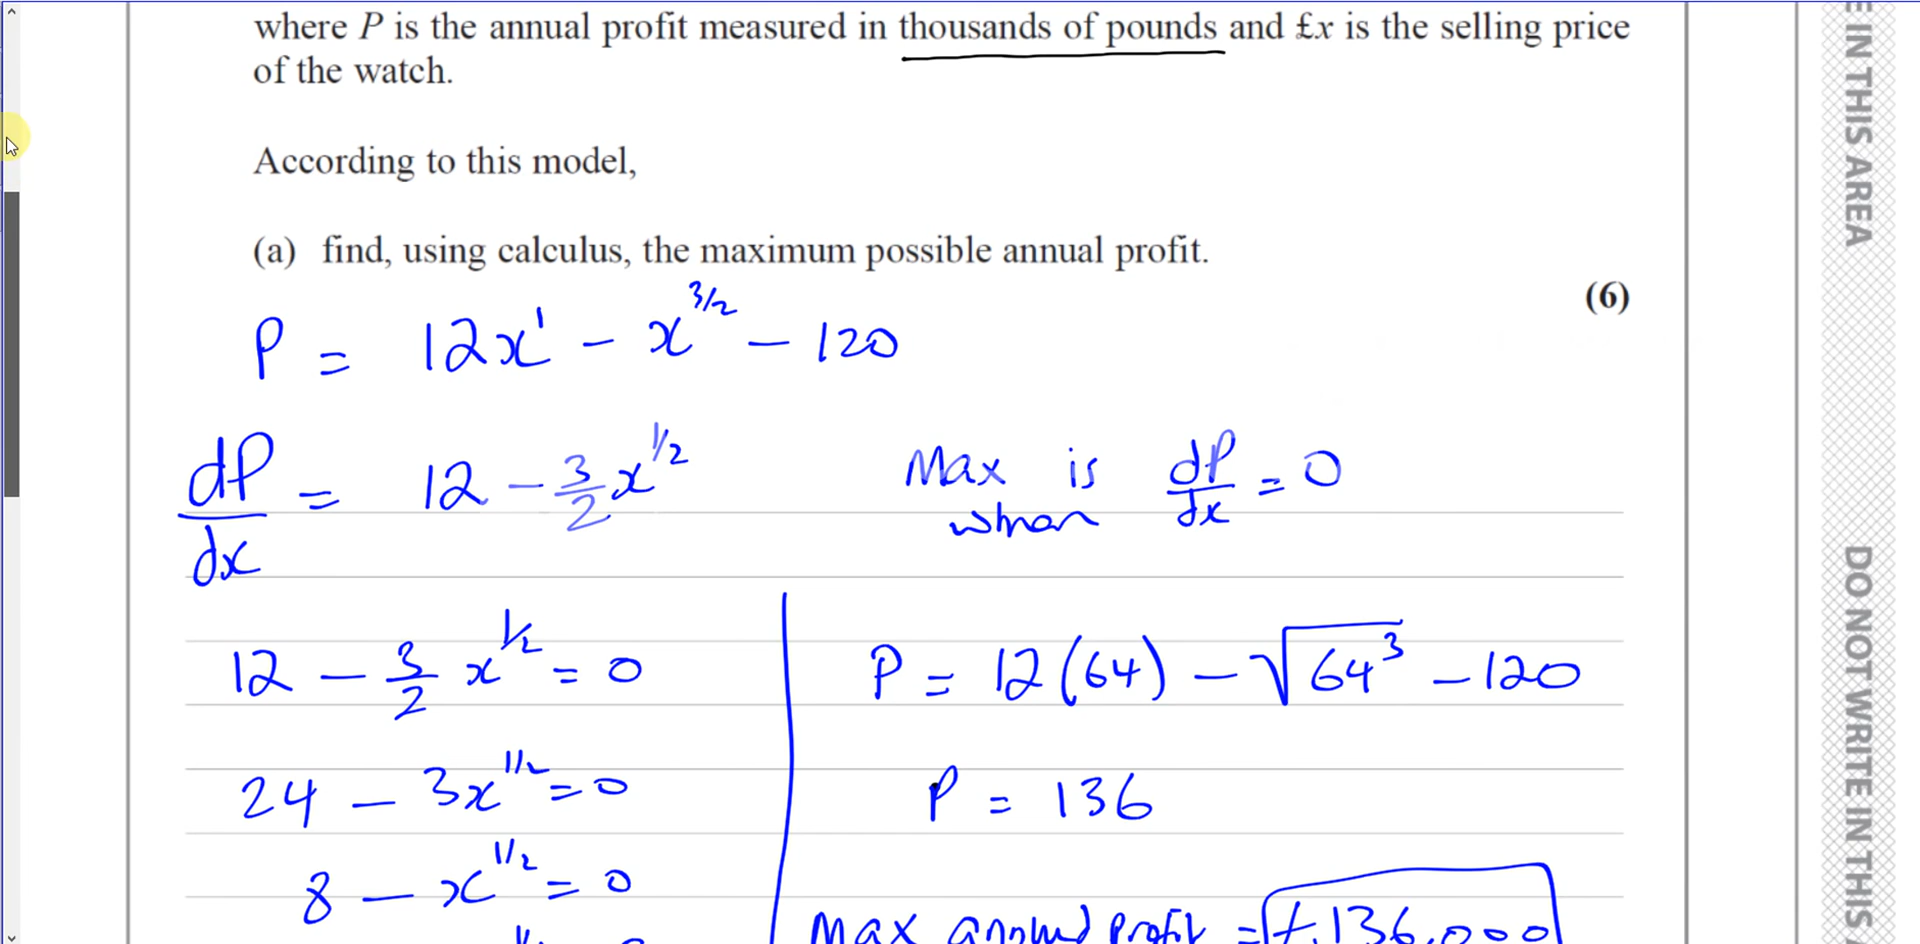 where P is the annual profit measured in thousands of pounds and £x is the selling price
of the watch.
According to this model,
(a) find, using calculus, the maximum possible annual profit.
(6)
P = 12x¹ - x^{3/2} - 120
dP/dx = 12 - 3/2 x^{1/2}
Max is when dP/dx = 0
12 - 3/2 x^{1/2} = 0
24 - 3x^{1/2} = 0
8 - x^{1/2} = 0
P = 12(64) - √64³ - 120
P = 136
Max annual profit = £136,000
IN THIS AREA
DO NOT WRITE IN THIS